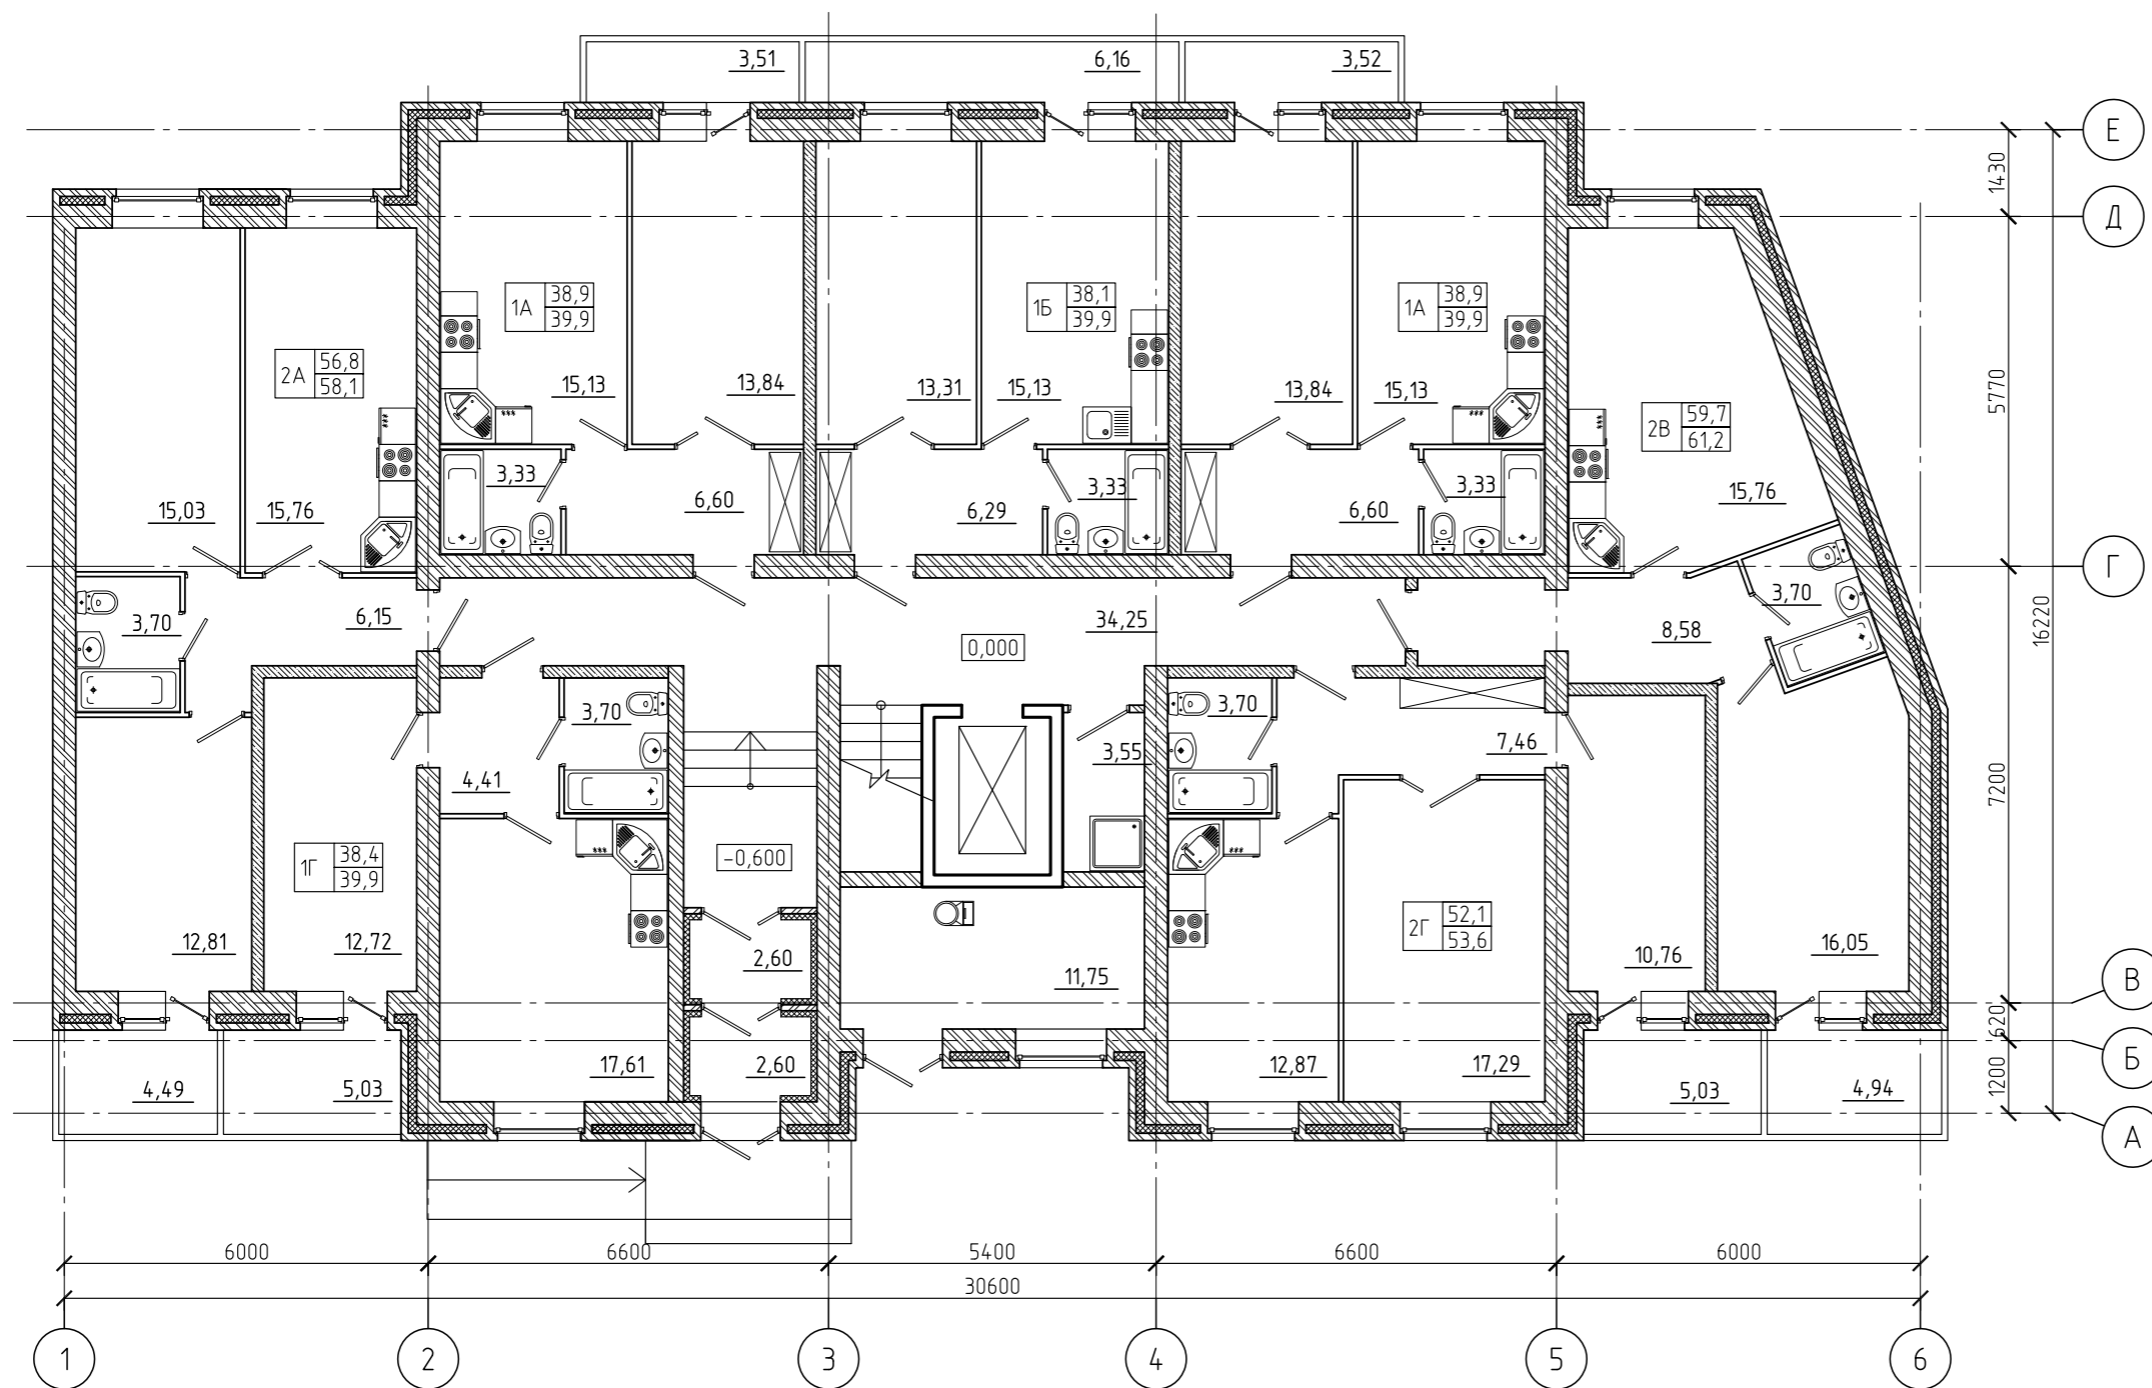 3,51 6,16 3,52
Е
1430
Д
1А 38,9 39,9
1Б 38,1 39,9
1А 38,9 39,9
2А 56,8 58,1
2В 59,7 61,2
5770
15,13 13,84 13,31 15,13 13,84 15,13
3,33 6,60 6,29 3,33 6,60 3,33
15,03 15,76
15,76
Г
3,70 6,15
34,25
0,000
8,58 3,70
16220
3,70
4,41
3,55
3,70
7,46
7200
1Г 38,4 39,9
-0,600
2Г 52,1 53,6
12,81 12,72
2,60
11,75
10,76 16,05
В
620
17,61 2,60 12,87 17,29
Б
4,49 5,03
5,03 4,94
1200
А
6000 6600 5400 6600 6000
30600
1 2 3 4 5 6